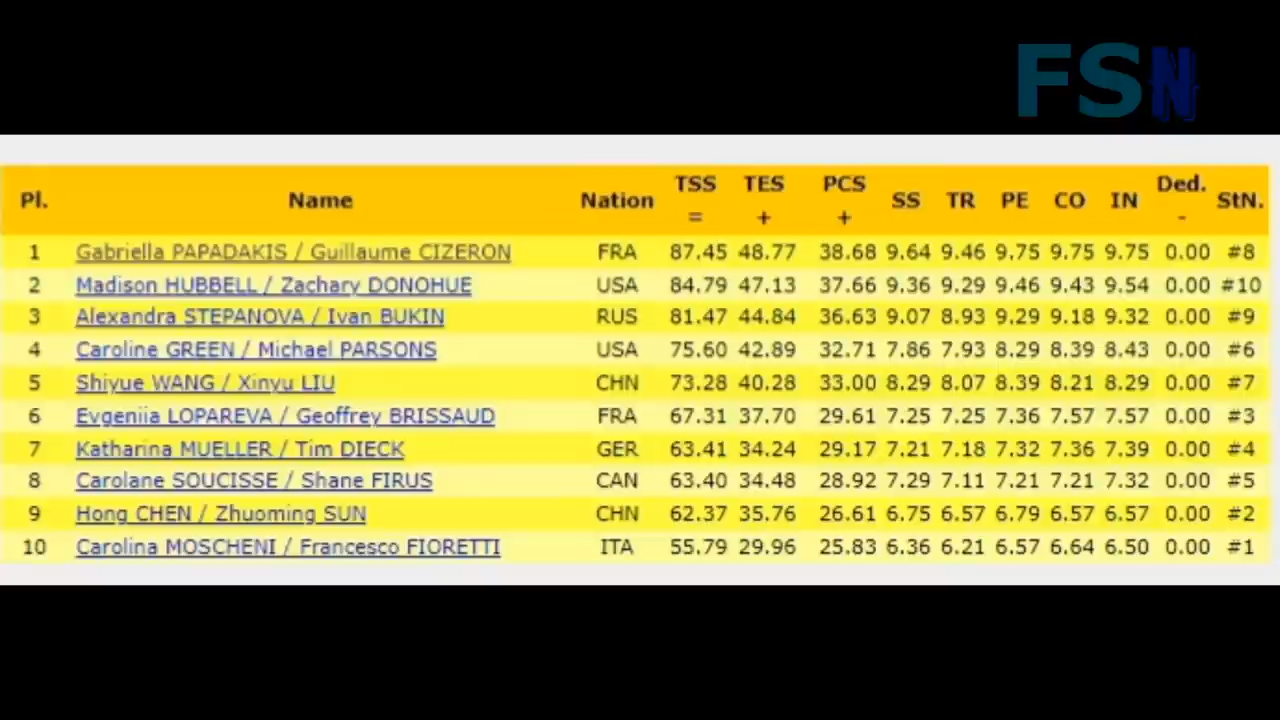 FSN
Pl. Name Nation TSS = TES + PCS + SS TR PE CO IN Ded. - StN.
1 Gabriella PAPADAKIS / Guillaume CIZERON FRA 87.45 48.77 38.68 9.64 9.46 9.75 9.75 9.75 0.00 #8
2 Madison HUBBELL / Zachary DONOHUE USA 84.79 47.13 37.66 9.36 9.29 9.46 9.43 9.54 0.00 #10
3 Alexandra STEPANOVA / Ivan BUKIN RUS 81.47 44.84 36.63 9.07 8.93 9.29 9.18 9.32 0.00 #9
4 Caroline GREEN / Michael PARSONS USA 75.60 42.89 32.71 7.86 7.93 8.29 8.39 8.43 0.00 #6
5 Shiyue WANG / Xinyu LIU CHN 73.28 40.28 33.00 8.29 8.07 8.39 8.21 8.29 0.00 #7
6 Evgeniia LOPAREVA / Geoffrey BRISSAUD FRA 67.31 37.70 29.61 7.25 7.25 7.36 7.57 7.57 0.00 #3
7 Katharina MUELLER / Tim DIECK GER 63.41 34.24 29.17 7.21 7.18 7.32 7.36 7.39 0.00 #4
8 Carolane SOUCISSE / Shane FIRUS CAN 63.40 34.48 28.92 7.29 7.11 7.21 7.21 7.32 0.00 #5
9 Hong CHEN / Zhuoming SUN CHN 62.37 35.76 26.61 6.75 6.57 6.79 6.57 6.57 0.00 #2
10 Carolina MOSCHENI / Francesco FIORETTI ITA 55.79 29.96 25.83 6.36 6.21 6.57 6.64 6.50 0.00 #1